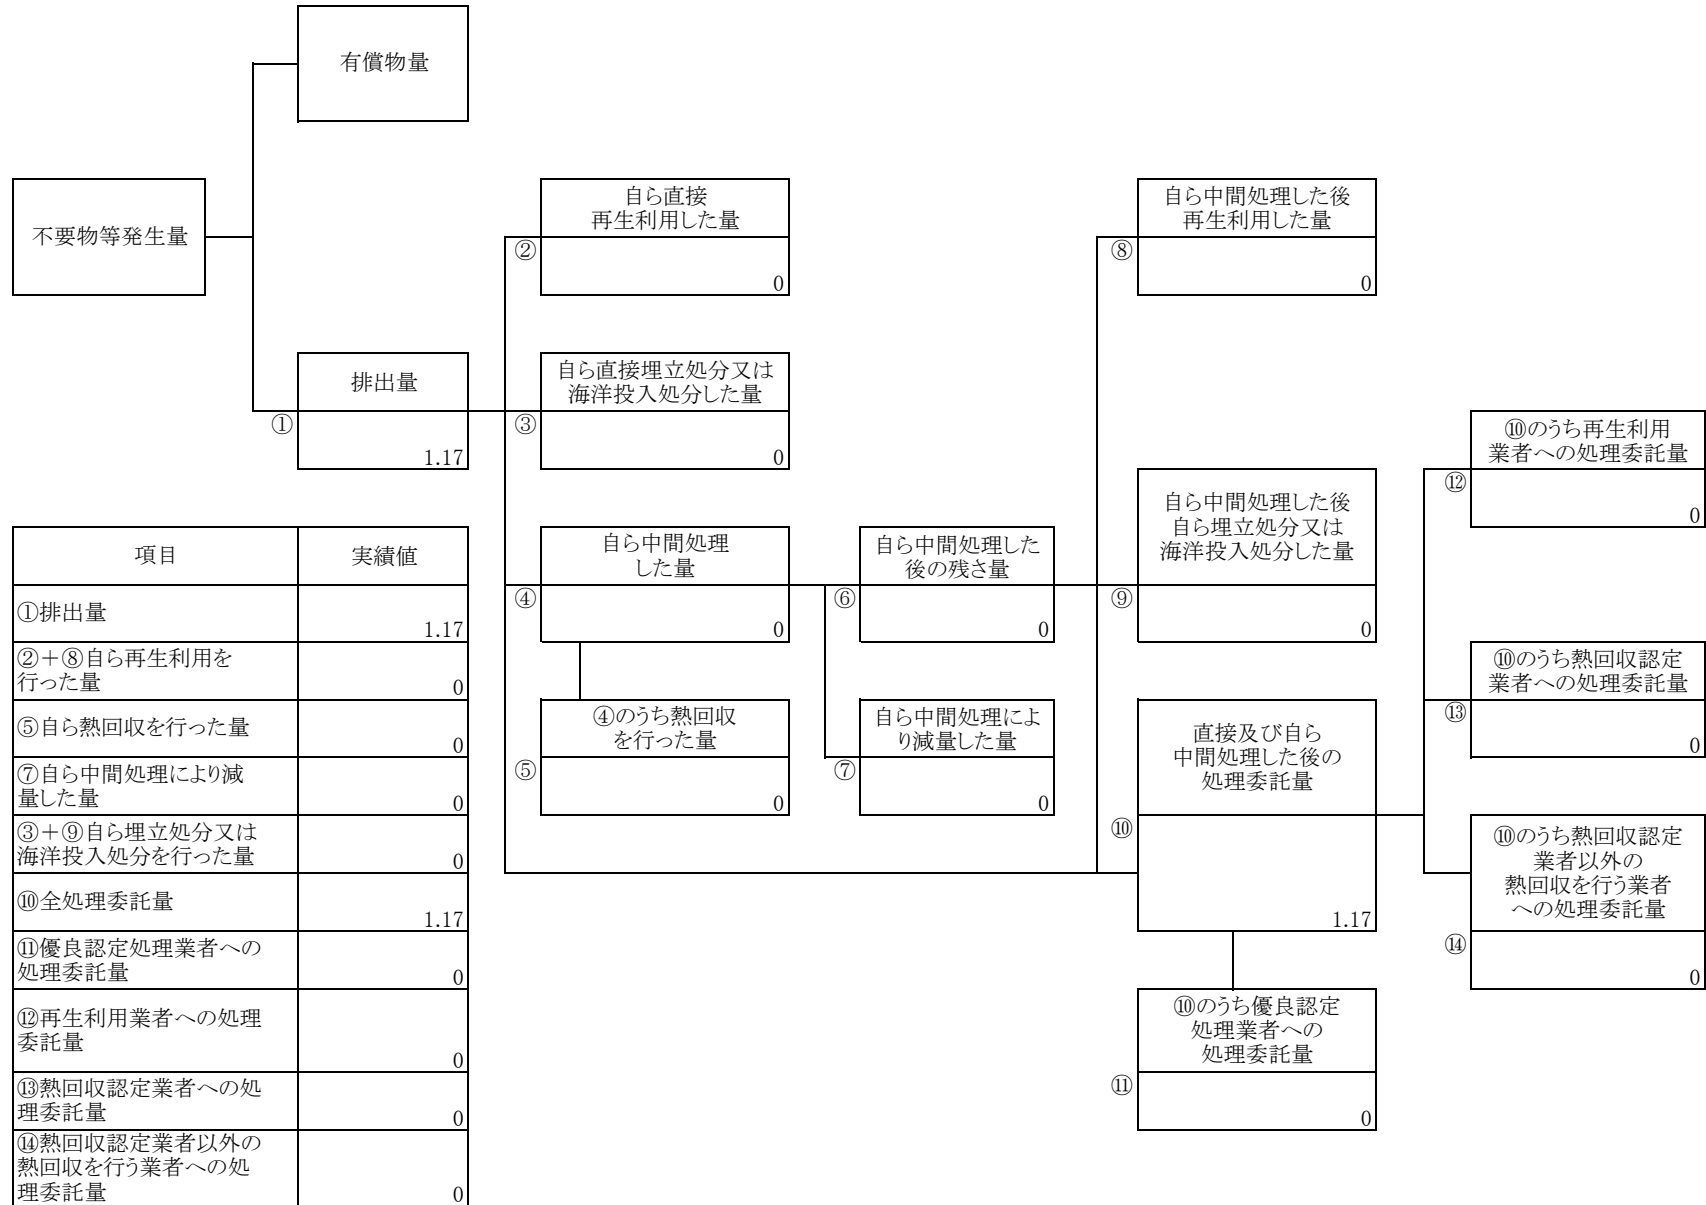 有償物量
不要物等発生量
自ら直接
再生利用した量
②
0
自ら中間処理した後
再生利用した量
⑧
0
排出量
①
1.17
自ら直接埋立処分又は
海洋投入処分した量
③
0
⑩のうち再生利用
業者への処理委託量
⑫
0
自ら中間処理した後
自ら埋立処分又は
海洋投入処分した量
⑨
0
自ら中間処理
した量
④
0
自ら中間処理した
後の残さ量
⑥
0
⑩のうち熱回収認定
業者への処理委託量
⑬
0
④のうち熱回収
を行った量
⑤
0
自ら中間処理によ
り減量した量
⑦
0
直接及び自ら
中間処理した後の
処理委託量
⑩
1.17
⑩のうち熱回収認定
業者以外の
熱回収を行う業者
への処理委託量
⑭
0
⑩のうち優良認定
処理業者への
処理委託量
⑪
0
項目 実績値
①排出量
1.17
②＋⑧自ら再生利用を
行った量
0
⑤自ら熱回収を行った量
0
⑦自ら中間処理により減
量した量
0
③＋⑨自ら埋立処分又は
海洋投入処分を行った量
0
⑩全処理委託量
1.17
⑪優良認定処理業者への
処理委託量
0
⑫再生利用業者への処理
委託量
0
⑬熱回収認定業者への処
理委託量
0
⑭熱回収認定業者以外の
熱回収を行う業者への処
理委託量
0